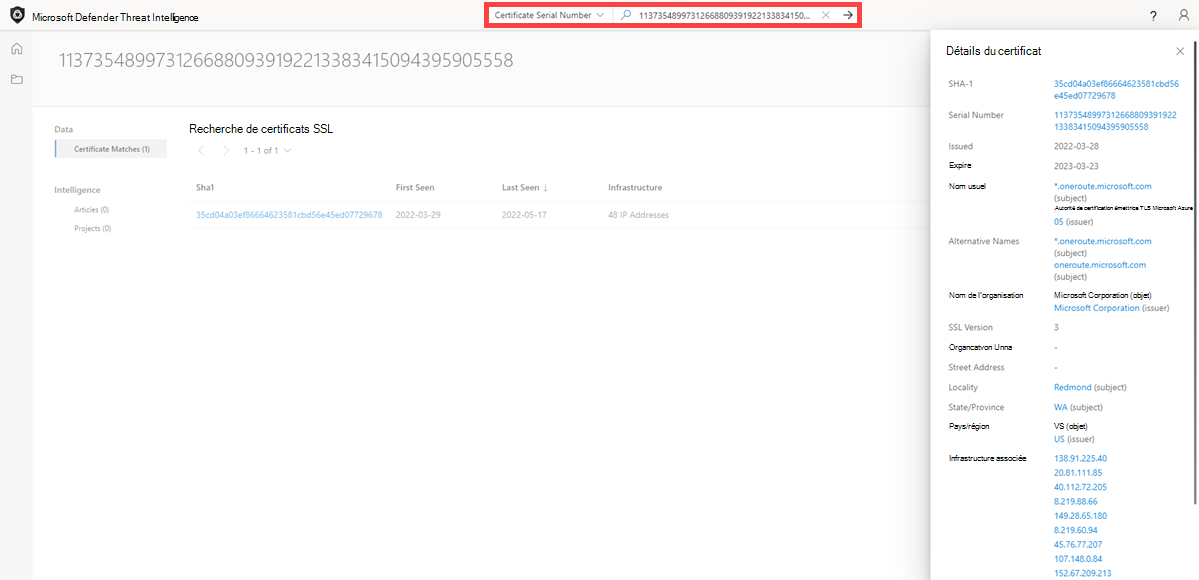 Microsoft Defender Threat Intelligence
Certificate Serial Number
11373548997312668809391922133834150...
?
1137354899731266880939192213383415094395905558
Data
Certificate Matches (1)
Intelligence
Articles (0)
Projects (0)
Recherche de certificats SSL
1 - 1 of 1
Sha1 First Seen Last Seen ↓ Infrastructure
35cd04a03ef86664623581cbd56e45ed07729678 2022-03-29 2022-05-17 48 IP Addresses
Détails du certificat
SHA-1 35cd04a03ef86664623581cbd56
e45ed07729678
Serial Number 11373548997312668809391922
13383415094395905558
Issued 2022-03-28
Expire 2023-03-23
Nom usuel *.oneroute.microsoft.com
(subject)
Autorité de certification émettrice TLS Microsoft Azure
05 (issuer)
Alternative Names *.oneroute.microsoft.com
(subject)
oneroute.microsoft.com
(subject)
Nom de l'organisation Microsoft Corporation (objet)
Microsoft Corporation (issuer)
SSL Version 3
Organcatvon Unna -
Street Address -
Locality Redmond (subject)
State/Province WA (subject)
Pays/région VS (objet)
US (issuer)
Infrastructure associée 138.91.225.40
20.81.111.85
40.112.72.205
8.219.88.66
149.28.65.180
8.219.60.94
45.76.77.207
107.148.0.84
152.67.209.213